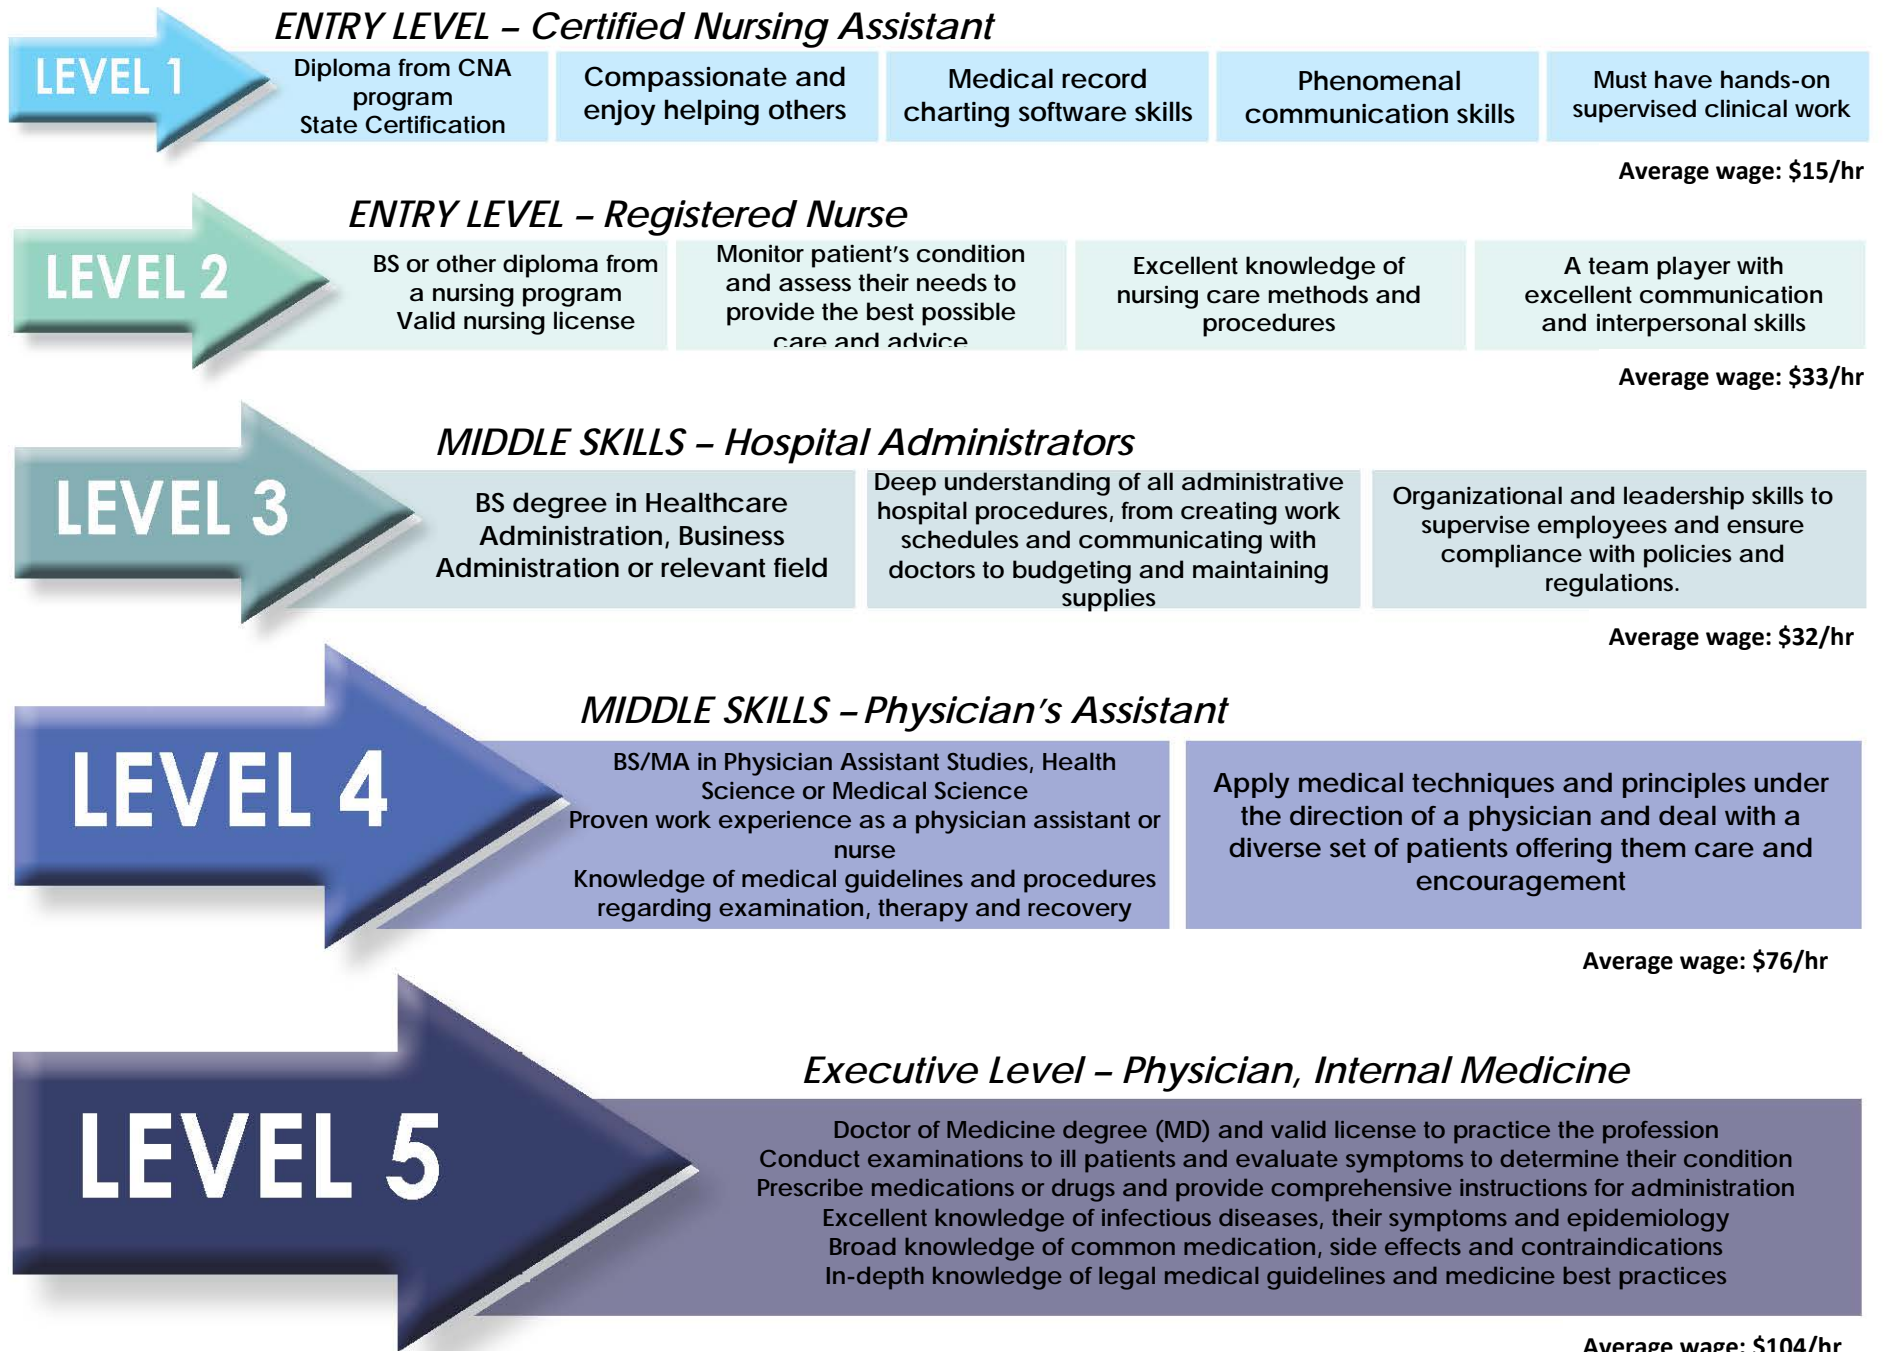 ENTRY LEVEL – Certified Nursing Assistant
LEVEL 1
Diploma from CNA
program
State Certification
Compassionate and
enjoy helping others
Medical record
charting software skills
Phenomenal
communication skills
Must have hands-on
supervised clinical work
Average wage: $15/hr
ENTRY LEVEL – Registered Nurse
LEVEL 2
BS or other diploma from
a nursing program
Valid nursing license
Monitor patient's condition
and assess their needs to
provide the best possible
care and advice
Excellent knowledge of
nursing care methods and
procedures
A team player with
excellent communication
and interpersonal skills
Average wage: $33/hr
MIDDLE SKILLS – Hospital Administrators
LEVEL 3
BS degree in Healthcare
Administration, Business
Administration or relevant field
Deep understanding of all administrative
hospital procedures, from creating work
schedules and communicating with
doctors to budgeting and maintaining
supplies
Organizational and leadership skills to
supervise employees and ensure
compliance with policies and
regulations.
Average wage: $32/hr
MIDDLE SKILLS – Physician's Assistant
LEVEL 4
BS/MA in Physician Assistant Studies, Health
Science or Medical Science
Proven work experience as a physician assistant or
nurse
Knowledge of medical guidelines and procedures
regarding examination, therapy and recovery
Apply medical techniques and principles under
the direction of a physician and deal with a
diverse set of patients offering them care and
encouragement
Average wage: $76/hr
Executive Level – Physician, Internal Medicine
LEVEL 5
Doctor of Medicine degree (MD) and valid license to practice the profession
Conduct examinations to ill patients and evaluate symptoms to determine their condition
Prescribe medications or drugs and provide comprehensive instructions for administration
Excellent knowledge of infectious diseases, their symptoms and epidemiology
Broad knowledge of common medication, side effects and contraindications
In-depth knowledge of legal medical guidelines and medicine best practices
Average wage: $104/hr